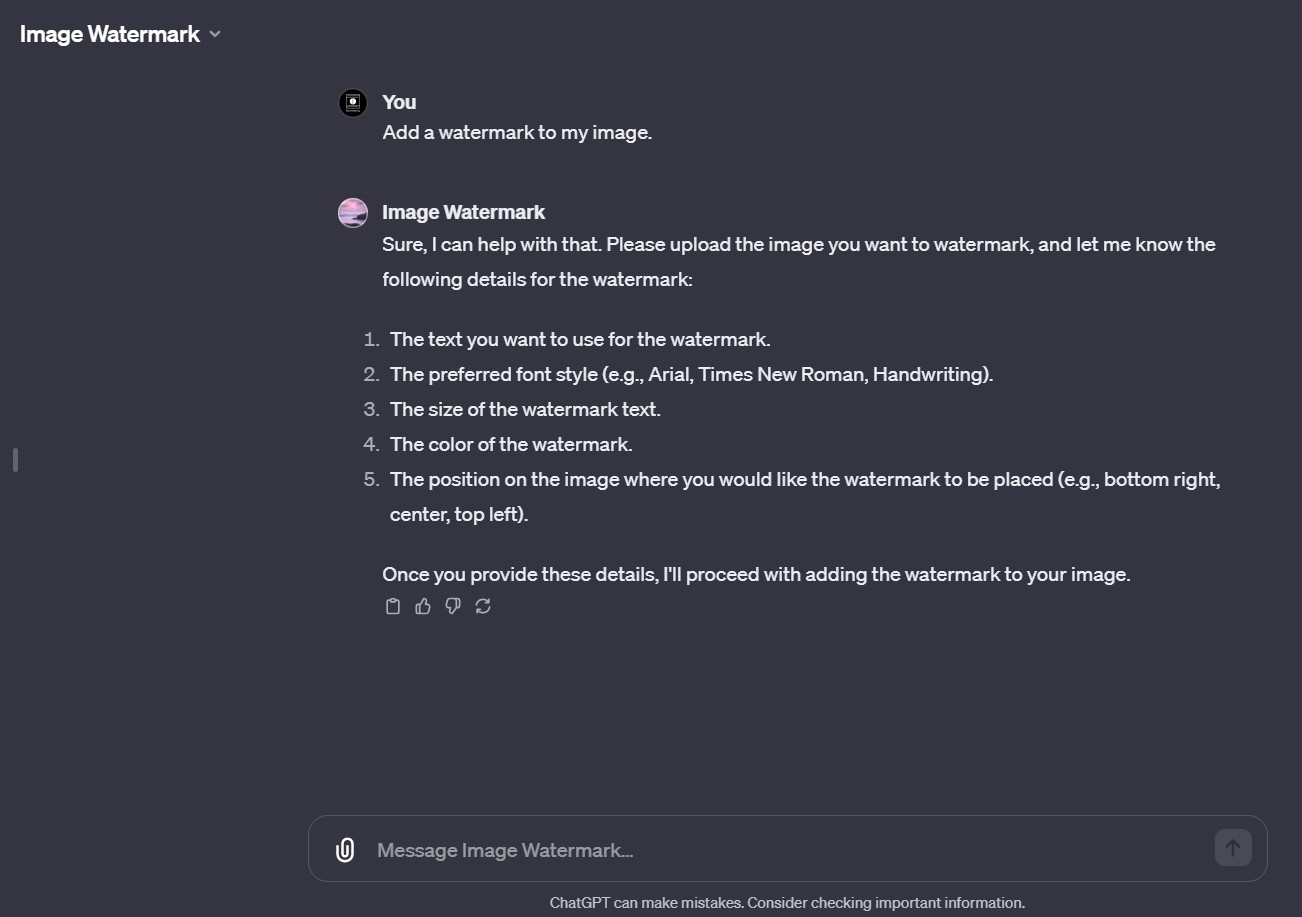 Image Watermark
You
Add a watermark to my image.
Image Watermark
Sure, I can help with that. Please upload the image you want to watermark, and let me know the
following details for the watermark:
1. The text you want to use for the watermark.
2. The preferred font style (e.g., Arial, Times New Roman, Handwriting).
3. The size of the watermark text.
4. The color of the watermark.
5. The position on the image where you would like the watermark to be placed (e.g., bottom right,
center, top left).
Once you provide these details, I'll proceed with adding the watermark to your image.
Message Image Watermark...
ChatGPT can make mistakes. Consider checking important information.